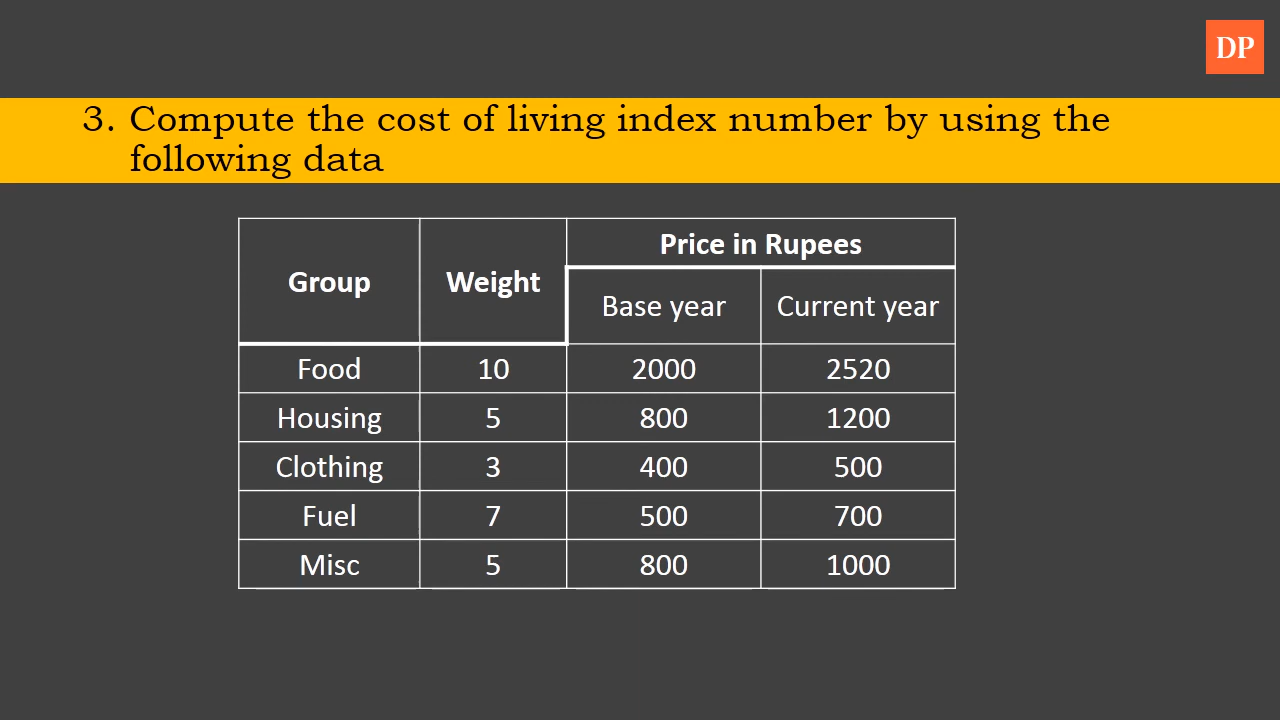 DP
3. Compute the cost of living index number by using the
following data
Group Weight Price in Rupees
Base year Current year
Food 10 2000 2520
Housing 5 800 1200
Clothing 3 400 500
Fuel 7 500 700
Misc 5 800 1000